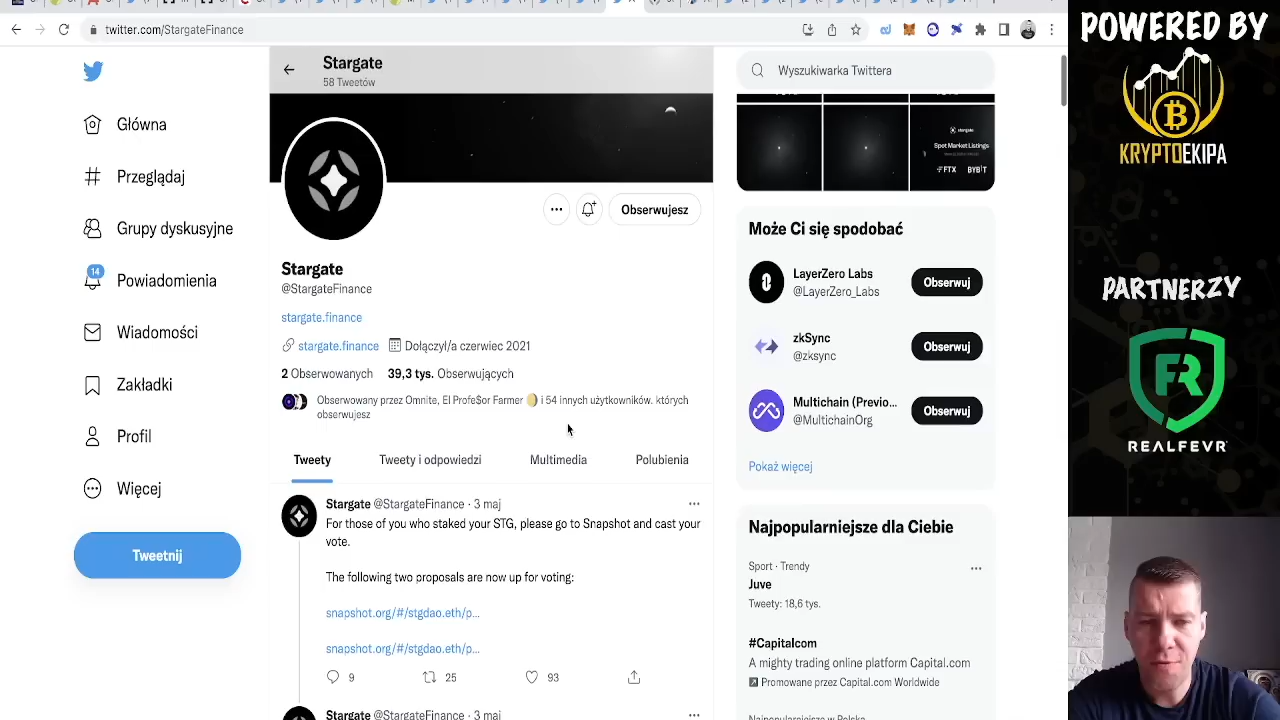 twitter.com/StargateFinance
Stargate
58 Tweetów
Wyszukiwarka Twittera
Główna
Przeglądaj
Grupy dyskusyjne
14
Powiadomienia
Wiadomości
Zakładki
Profil
Więcej
Tweetnij
Obserwujesz
Stargate
@StargateFinance
stargate.finance
stargate.finance
Dołączył/a czerwiec 2021
2 Obserwowanych
39,3 tys. Obserwujących
Obserwowany przez Omnite, El Profe$or Farmer i 54 innych użytkowników. których
obserwujesz
Tweety
Tweety i odpowiedzi
Multimedia
Polubienia
Stargate @StargateFinance · 3 maj
For those of you who staked your STG, please go to Snapshot and cast your
vote.
The following two proposals are now up for voting:
snapshot.org/#/stgdao.eth/p...
snapshot.org/#/stgdao.eth/p...
9
25
93
Stargate @StargateFinance · 3 maj
stargate
Spot Market Listings
FTX
BYBIT
Może Ci się spodobać
LayerZero Labs
@LayerZero_Labs
Obserwuj
zkSync
@zksync
Obserwuj
Multichain (Previo...
@MultichainOrg
Obserwuj
Pokaż więcej
Najpopularniejsze dla Ciebie
Sport · Trendy
Juve
Tweety: 18,6 tys.
#Capitalcom
A mighty trading online platform Capital.com
Promowane przez Capital.com Worldwide
Najpopularniejsze w Polsce
POWERED BY
KRYPTOEKIPA
PARTNERZY
FR
REALFEVR